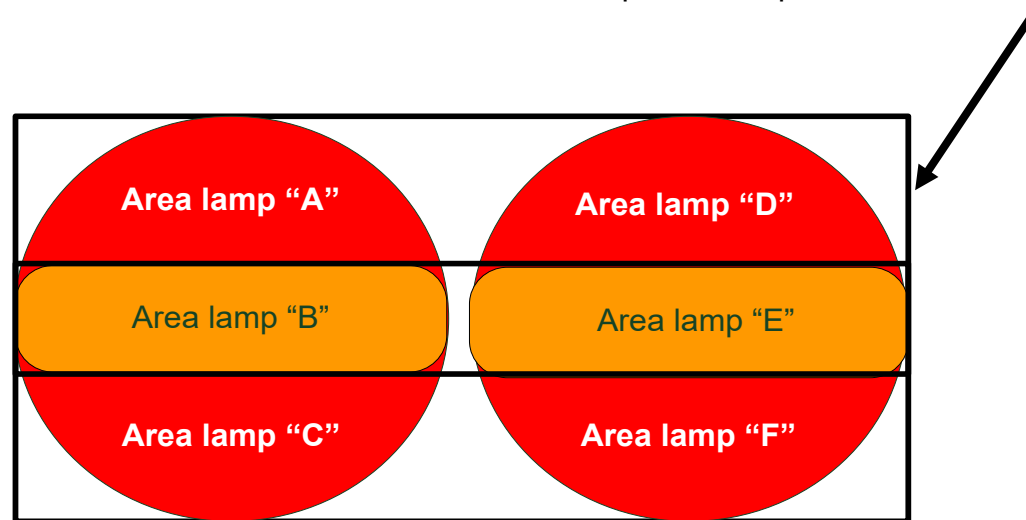 Area lamp “A”
Area lamp “D”
Area lamp “B”
Area lamp “E”
Area lamp “C”
Area lamp “F”